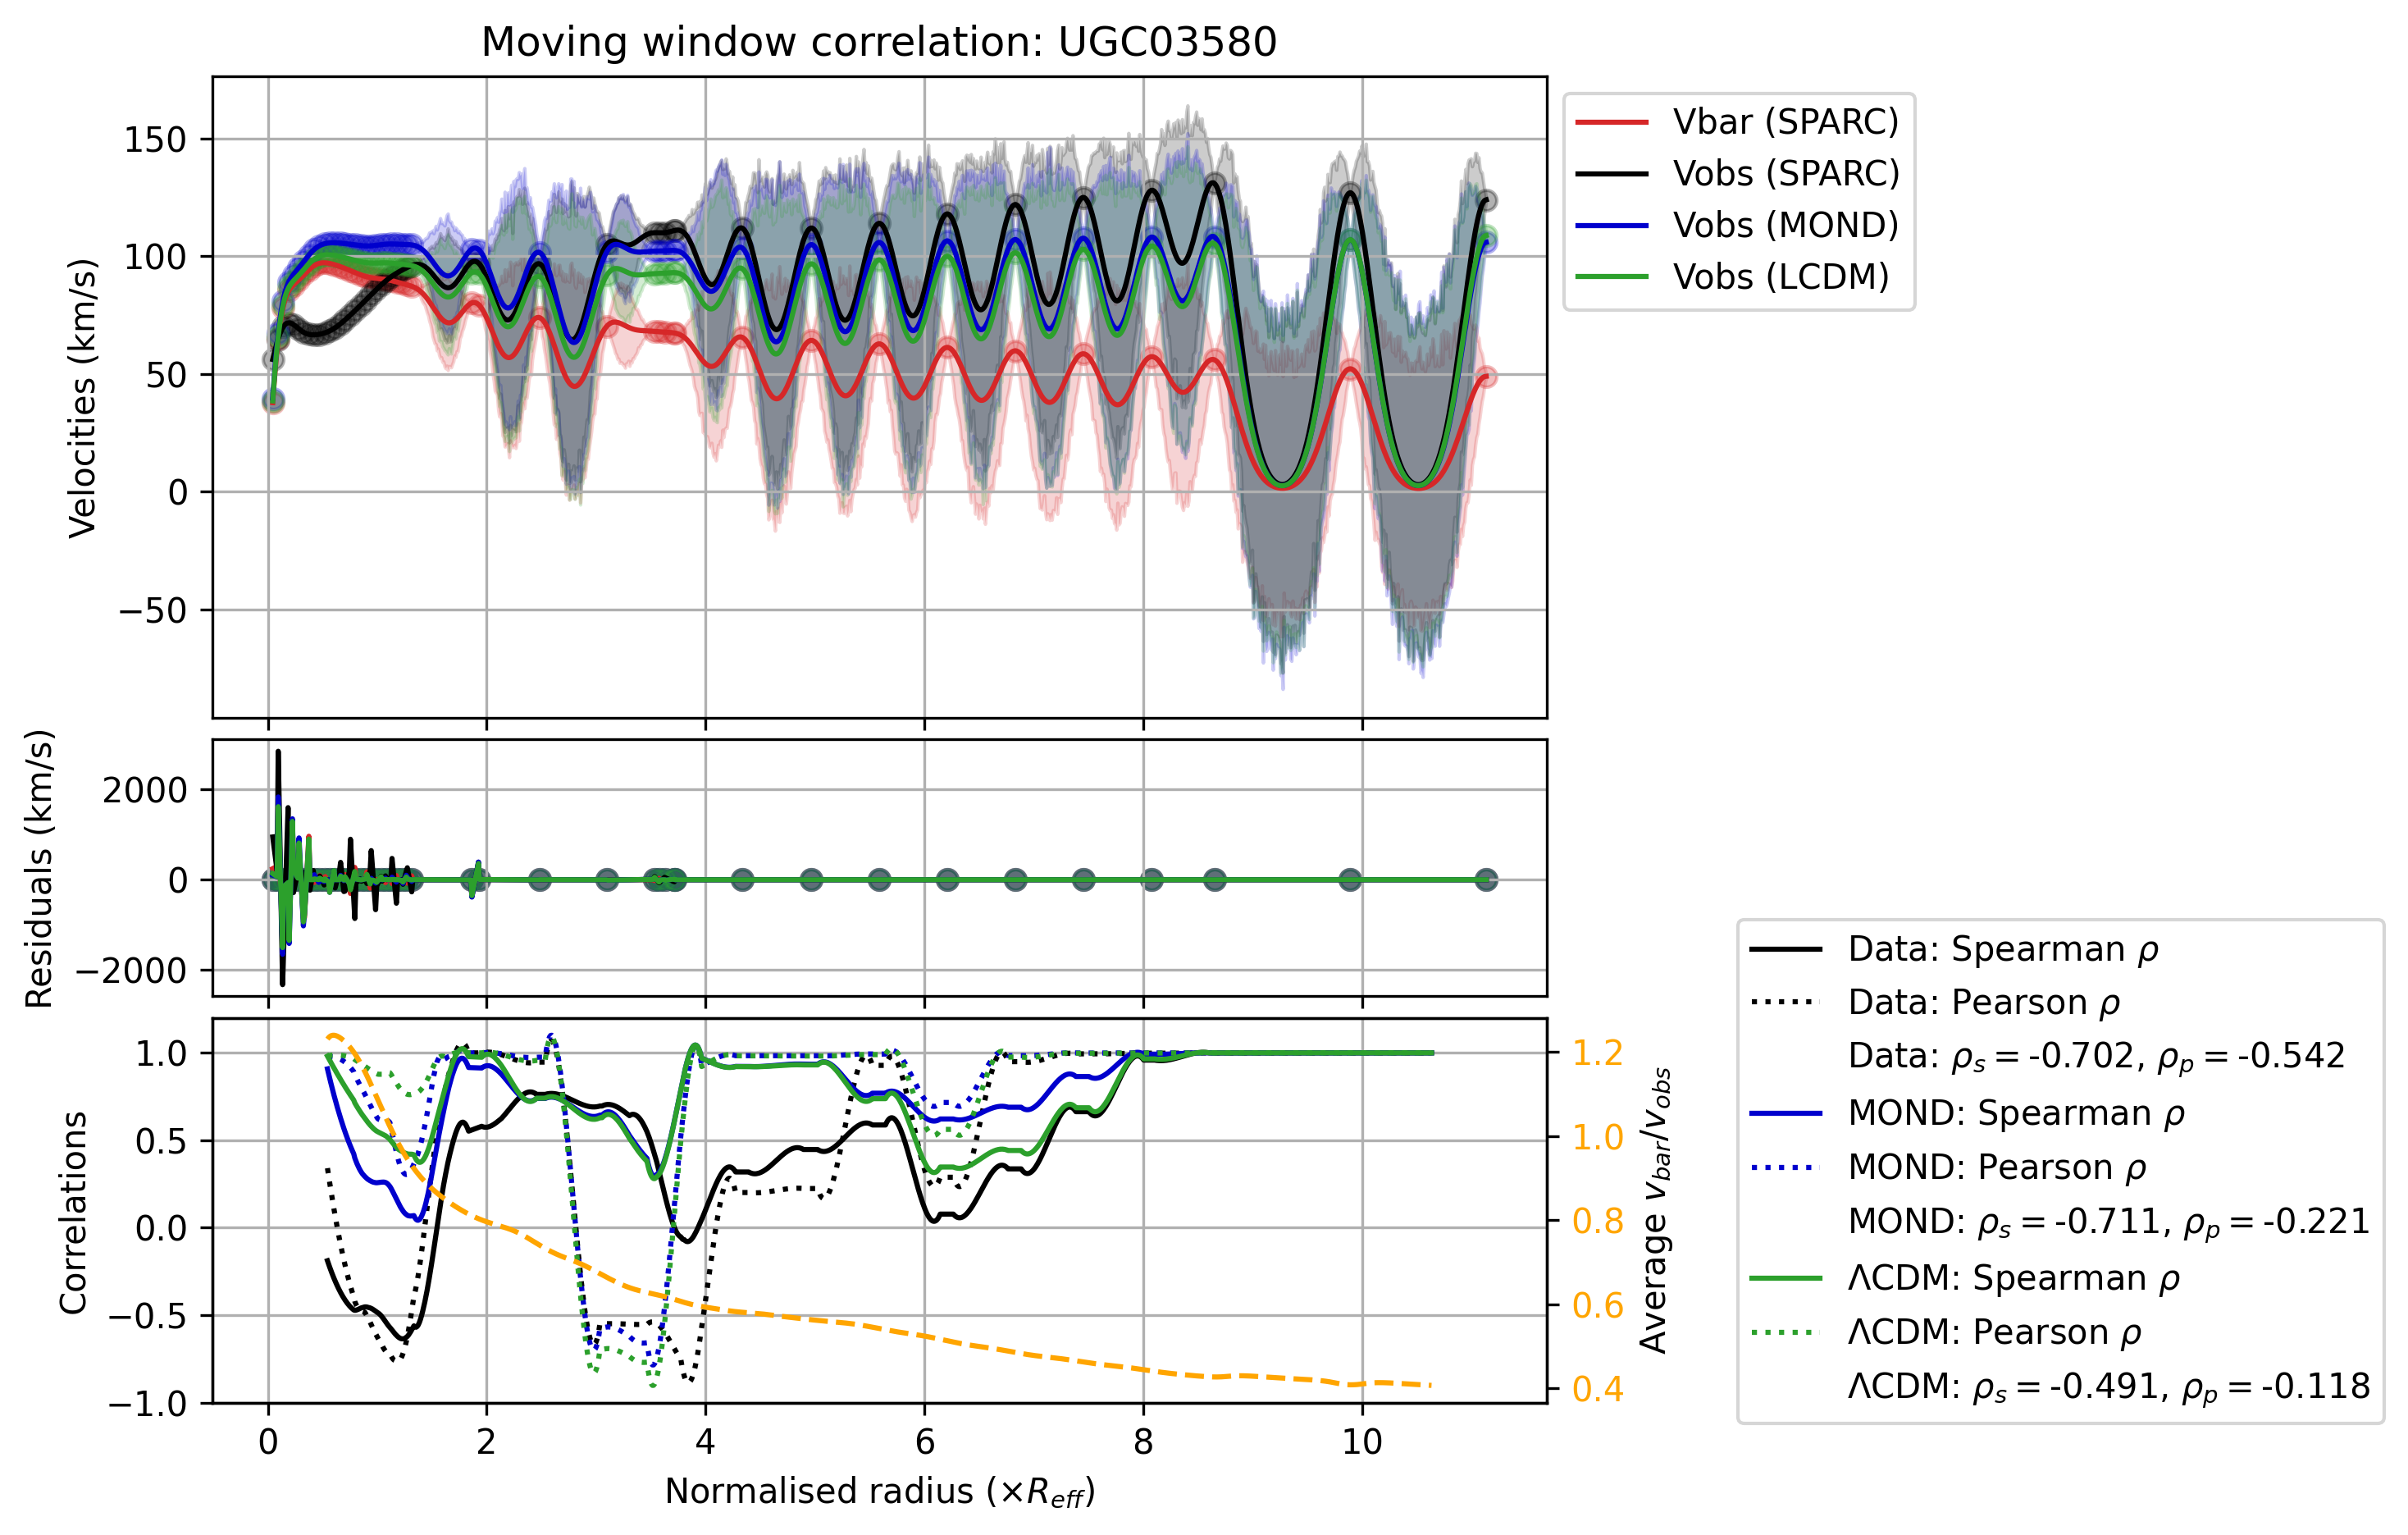 Moving window correlation: UGC03580
Velocities (km/s)
150
100
50
0
−50
Vbar (SPARC)
Vobs (SPARC)
Vobs (MOND)
Vobs (LCDM)
Residuals (km/s)
2000
0
−2000
Correlations
1.0
0.5
0.0
−0.5
−1.0
1.2
1.0
0.8
0.6
0.4
Average v_bar/v_obs
0 2 4 6 8 10
Normalised radius (×R_eff)
Data: Spearman ρ
Data: Pearson ρ
Data: ρ_s = -0.702, ρ_p = -0.542
MOND: Spearman ρ
MOND: Pearson ρ
MOND: ρ_s = -0.711, ρ_p = -0.221
ΛCDM: Spearman ρ
ΛCDM: Pearson ρ
ΛCDM: ρ_s = -0.491, ρ_p = -0.118